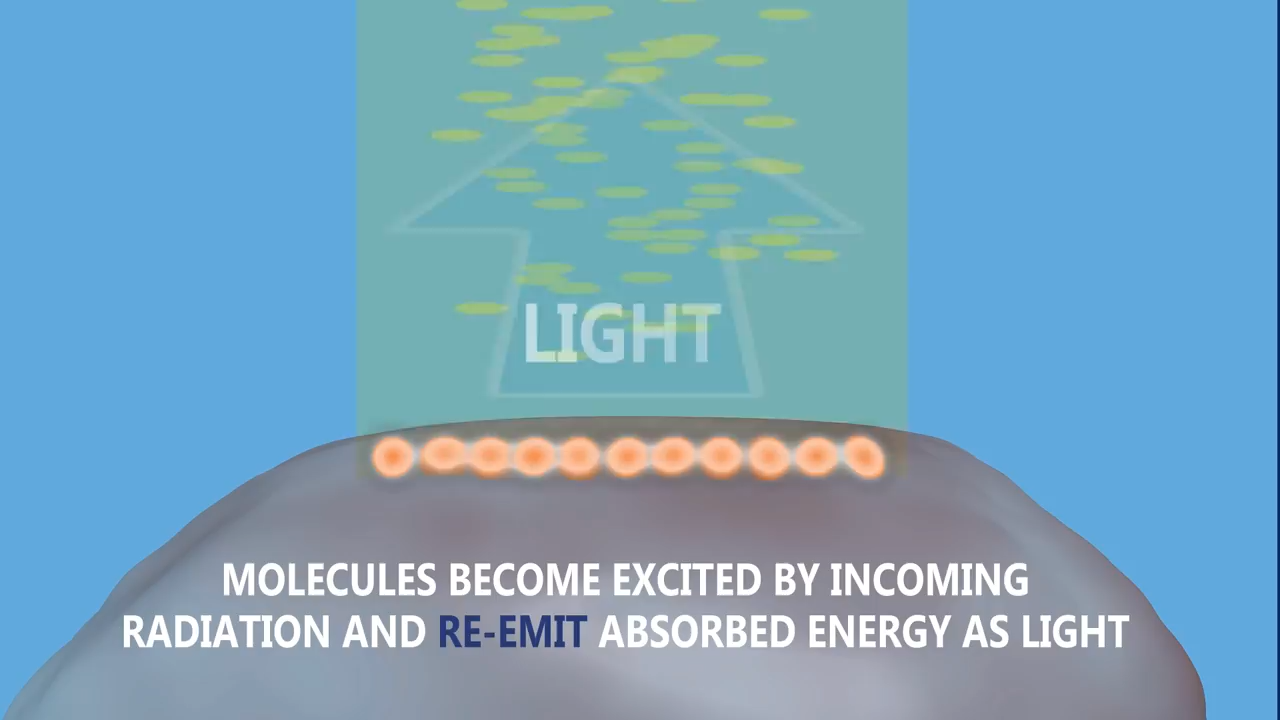 LIGHT
MOLECULES BECOME EXCITED BY INCOMING
RADIATION AND RE-EMIT ABSORBED ENERGY AS LIGHT